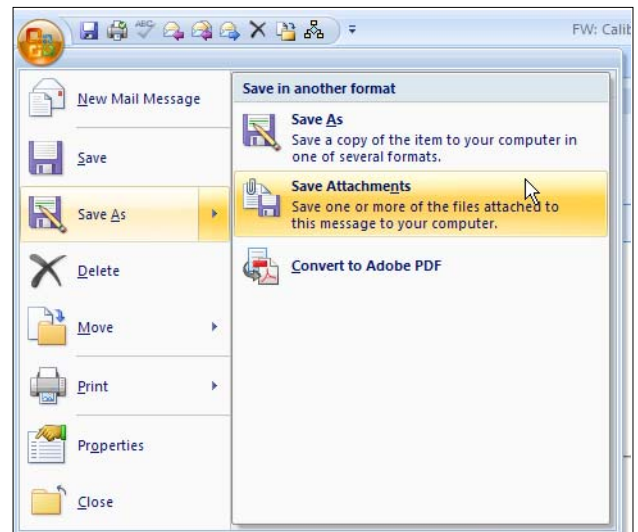 ABC
FW: Calib
New Mail Message
Save
Save As
Delete
Move
Print
Properties
Close
Save in another format
Save As
Save a copy of the item to your computer in
one of several formats.
Save Attachments
Save one or more of the files attached to
this message to your computer.
Convert to Adobe PDF